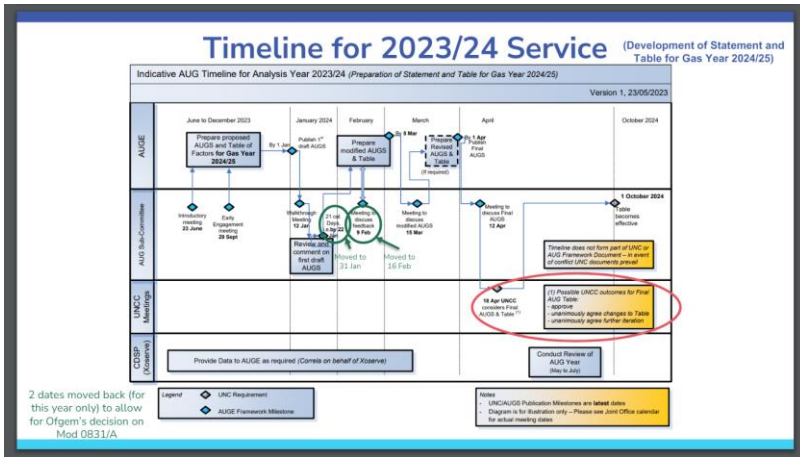 Timeline for 2023/24 Service
(Development of Statement and
Table for Gas Year 2024/25)
Indicative AUG Timeline for Analysis Year 2023/24 (Preparation of Statement and Table for Gas Year 2024/25)
Version 1, 23/05/2023
June to December 2023
January 2024
February
March
April
October 2024
AUGE
Prepare proposed
AUGS and Table of
Factors for Gas Year
2024/25
By 1 Jan
Publish 1st
draft AUGS
Prepare
modified AUGS
& Table
By 8 Mar
Prepare
Revised
AUGS &
Table
(If required)
By 1 Apr
Publish
Final
AUGS
AUG Sub-Committee
Introductory
meeting
23 June
Early
Engagement
meeting
29 Sept
Walkthrough
Meeting
12 Jan
21 cal
Days.
by 22
Jan
Review and
comment on
first draft
AUGS
Meeting to
discuss
feedback
9 Feb
Moved to
31 Jan
Moved to
16 Feb
Meeting to
discuss
modified AUGS
15 Mar
Meeting to
discuss Final
AUGS
12 Apr
1 October 2024
Table
becomes
effective
Timeline does not form part of UNC or
AUG Framework Document – in event
of conflict UNC documents prevail
UNCC
Meetings
18 Apr UNCC
considers Final
AUGS & Table (1)
(1) Possible UNCC outcomes for Final
AUG Table:
- approve
- unanimously agree changes to Table
- unanimously agree further iteration
CDSP
(Xoserve)
Provide Data to AUGE as required (Correla on behalf of Xoserve)
Conduct Review of
AUG Year
(May to July)
2 dates moved back (for
this year only) to allow
for Ofgem's decision on
Mod 0831/A
Legend
UNC Requirement
AUGE Framework Milestone
Notes
- UNC/AUGS Publication Milestones are latest dates
- Diagram is for illustration only – Please see Joint Office calendar
for actual meeting dates